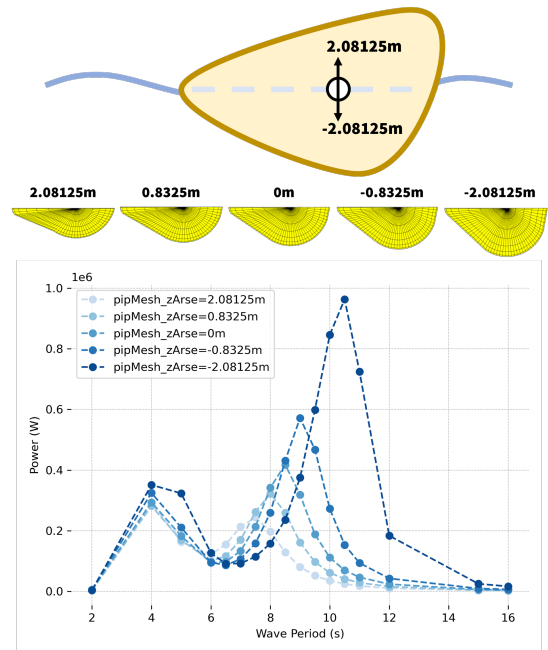 2.08125m
-2.08125m
2.08125m 0.8325m 0m -0.8325m -2.08125m
1e6
pipMesh_zArse=2.08125m
pipMesh_zArse=0.8325m
pipMesh_zArse=0m
pipMesh_zArse=-0.8325m
pipMesh_zArse=-2.08125m
1.0
0.8
0.6
0.4
0.2
0.0
Power (W)
2 4 6 8 10 12 14 16
Wave Period (s)